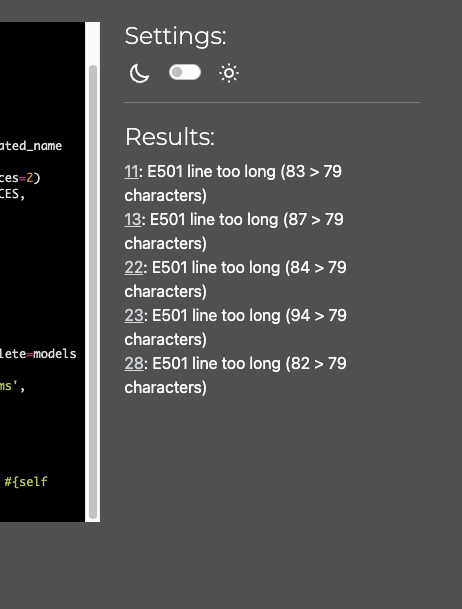 Settings:
Results:
11: E501 line too long (83 > 79
characters)
13: E501 line too long (87 > 79
characters)
22: E501 line too long (84 > 79
characters)
23: E501 line too long (94 > 79
characters)
28: E501 line too long (82 > 79
characters)
ated_name
ces=2)
CES,
lete=models
ms',
#{self